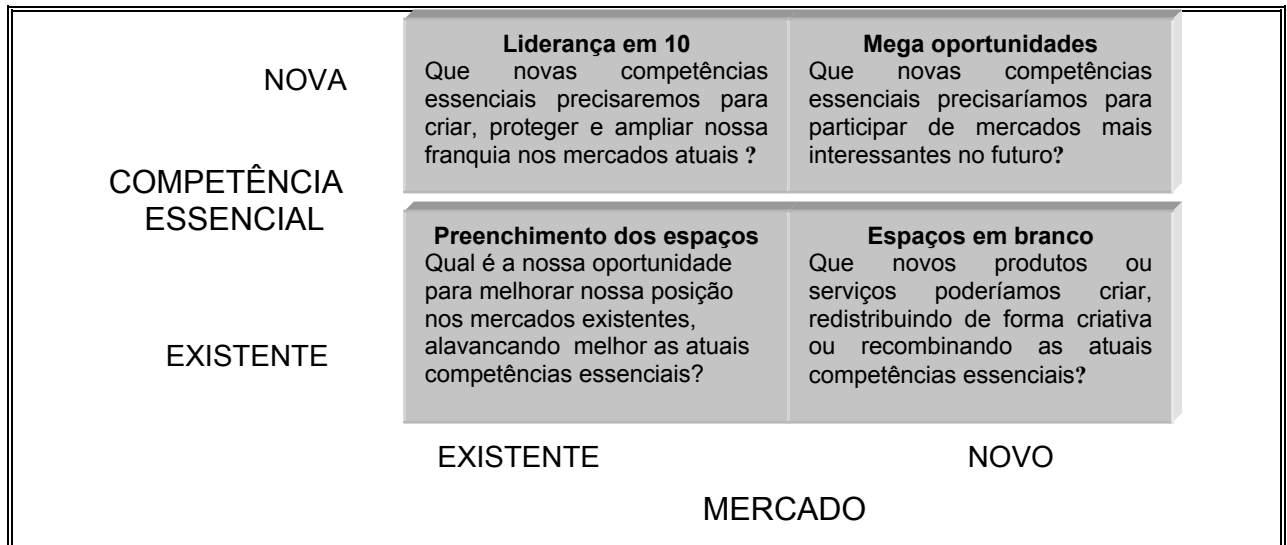 NOVA
COMPETÊNCIA
ESSENCIAL
EXISTENTE
Liderança em 10
Que novas competências
essenciais precisaremos para
criar, proteger e ampliar nossa
franquia nos mercados atuais ?
Mega oportunidades
Que novas competências
essenciais precisaríamos para
participar de mercados mais
interessantes no futuro?
Preenchimento dos espaços
Qual é a nossa oportunidade
para melhorar nossa posição
nos mercados existentes,
alavancando melhor as atuais
competências essenciais?
Espaços em branco
Que novos produtos ou
serviços poderíamos criar,
redistribuindo de forma criativa
ou recombinando as atuais
competências essenciais?
EXISTENTE
NOVO
MERCADO